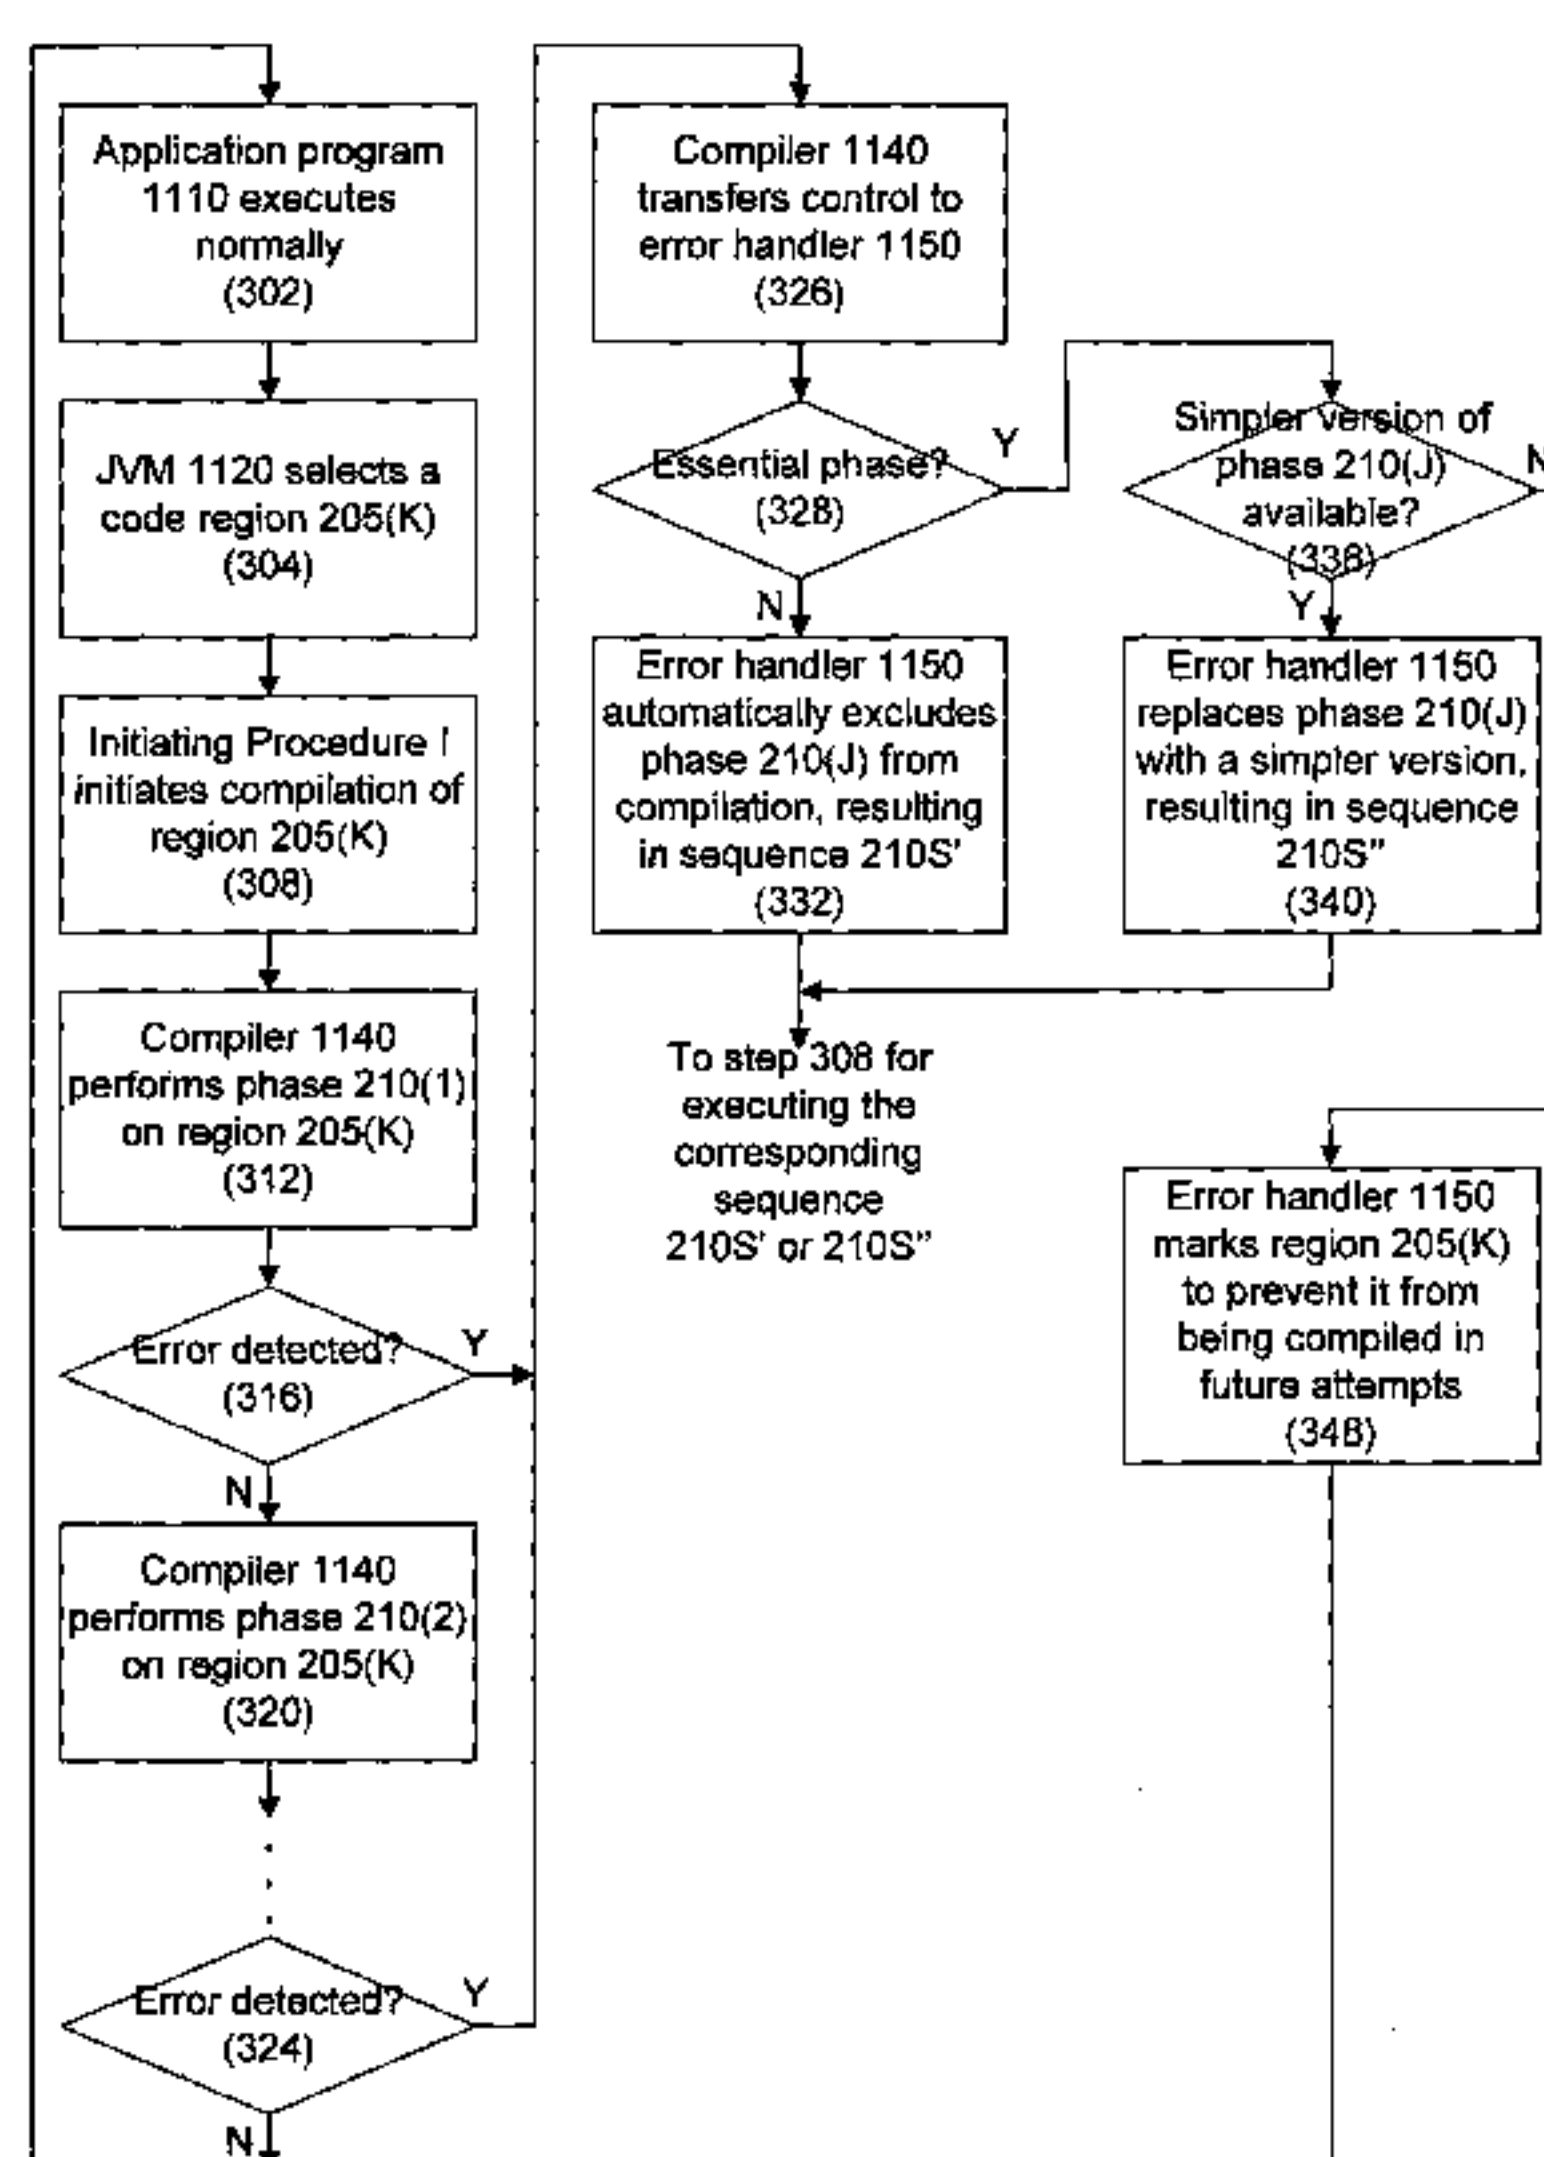 Application program
1110 executes
normally
(302)
JVM 1120 selects a
code region 205(K)
(304)
Initiating Procedure I
initiates compilation of
region 205(K)
(308)
Compiler 1140
performs phase 210(1)
on region 205(K)
(312)
Error detected?
(316)
Y
N
Compiler 1140
performs phase 210(2)
on region 205(K)
(320)
.
.
.
Error detected?
(324)
Y
N
Compiler 1140
transfers control to
error handler 1150
(326)
Essential phase?
(328)
Y
N
Error handler 1150
automatically excludes
phase 210(J) from
compilation, resulting
in sequence 210S'
(332)
To step 308 for
executing the
corresponding
sequence
210S' or 210S"
Simpler version of
phase 210(J)
available?
(336)
N
Y
Error handler 1150
replaces phase 210(J)
with a simpler version,
resulting in sequence
210S"
(340)
Error handler 1150
marks region 205(K)
to prevent it from
being compiled in
future attempts
(348)